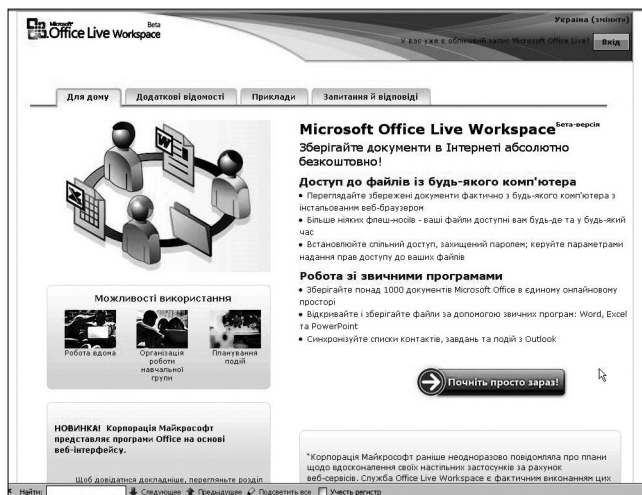 Microsoft Beta
Office Live Workspace
Україна (змінити)
У вас уже є обліковий запис Microsoft Office Live?
Вхід
Для дому
Додаткові відомості
Приклади
Запитання й відповіді
Microsoft Office Live Workspace Бета-версія
Зберігайте документи в Інтернеті абсолютно
безкоштовно!
Доступ до файлів із будь-якого комп'ютера
• Переглядайте збережені документи фактично з будь-якого комп'ютера з
інстальованим веб-браузером
• Більше ніяких флеш-носіїв - ваші файли доступні вам будь-де та у будь-який
час
• Встановлюйте спільний доступ, захищений паролем; керуйте параметрами
надання прав доступу до ваших файлів
Робота зі звичними програмами
• Зберігайте понад 1000 документів Microsoft Office в єдиному онлайновому
просторі
• Відкривайте і зберігайте файли за допомогою звичних програм: Word, Excel
та PowerPoint
• Синхронізуйте списки контактів, завдань та подій з Outlook
Почніть просто зараз!
Можливості використання
Робота вдома
Організація
роботи
навчальної
групи
Планування
подій
НОВИНКА! Корпорація Майкрософт
представляє програми Office на основі
веб-інтерфейсу.
Щоб довідатися докладніше, перегляньте розділ
"Корпорація Майкрософт раніше неодноразово повідомляла про плани
щодо вдосконалення своїх настільних застосунків за рахунок
веб-сервісів. Служба Office Live Workspace є фактичним виконанням цих
Найти:
Следующее
Предыдущее
Подсветить все
Учесть регистр